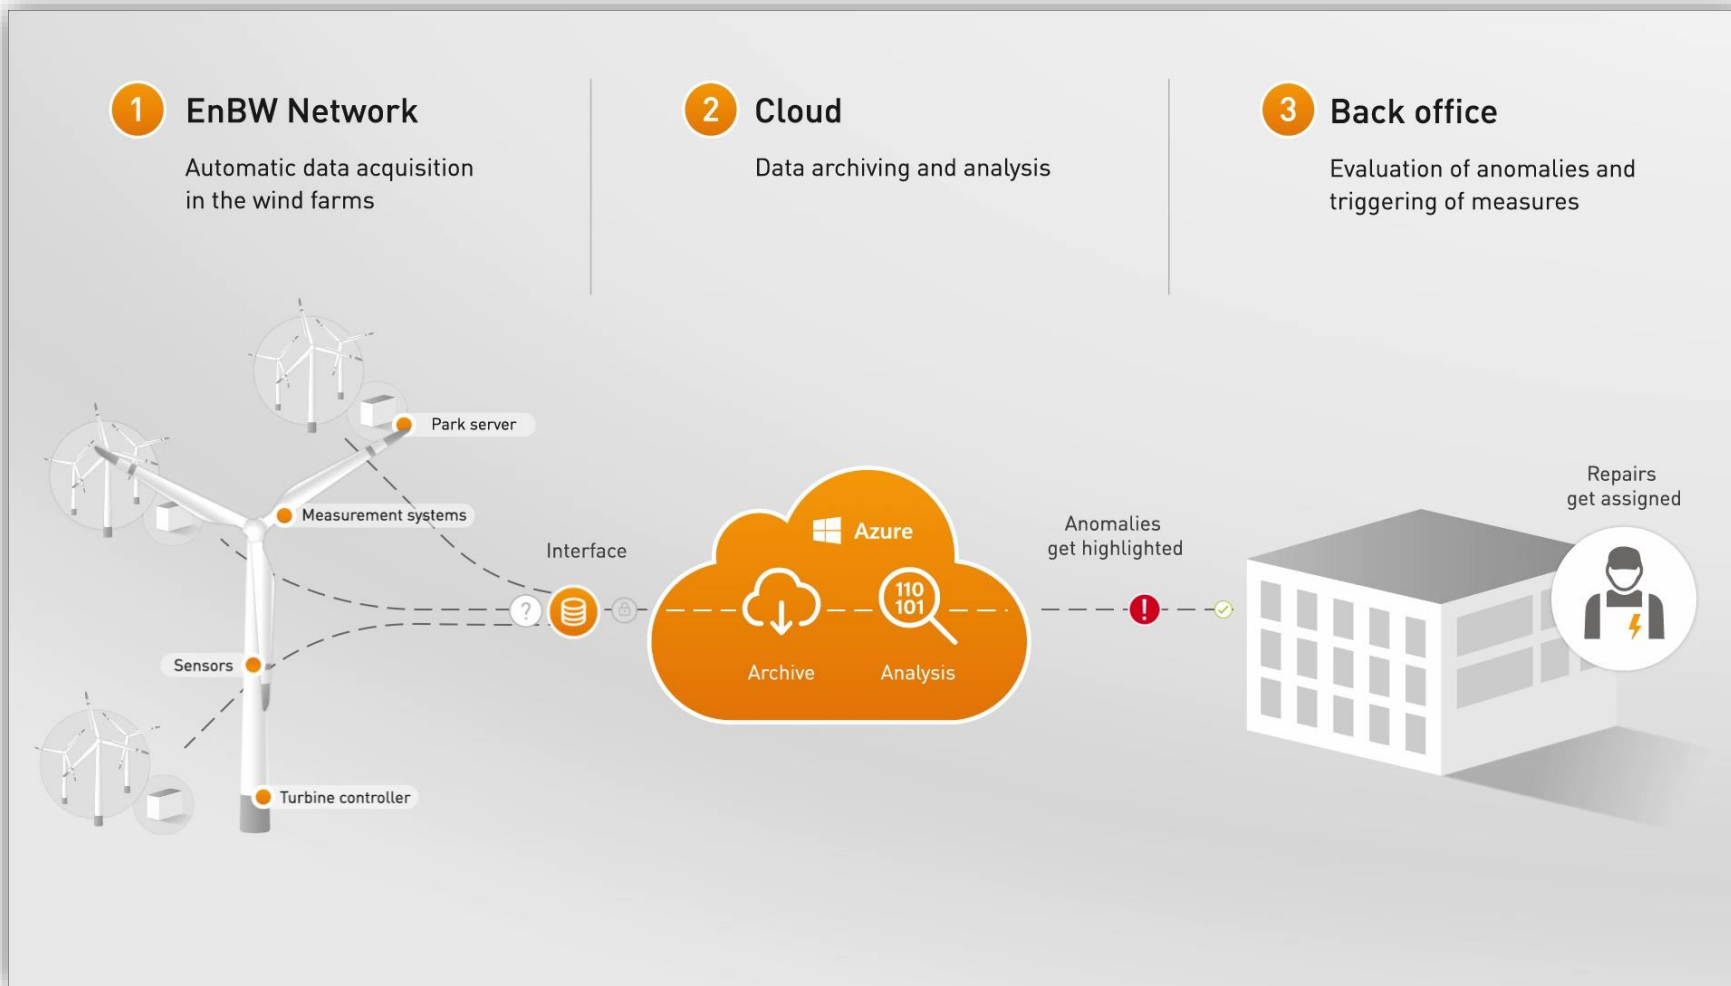 1 EnBW Network
Automatic data acquisition
in the wind farms
2 Cloud
Data archiving and analysis
3 Back office
Evaluation of anomalies and
triggering of measures
Park server
Measurement systems
Sensors
Turbine controller
Interface
?
Azure
110
101
Archive
Analysis
Anomalies
get highlighted
!
Repairs
get assigned